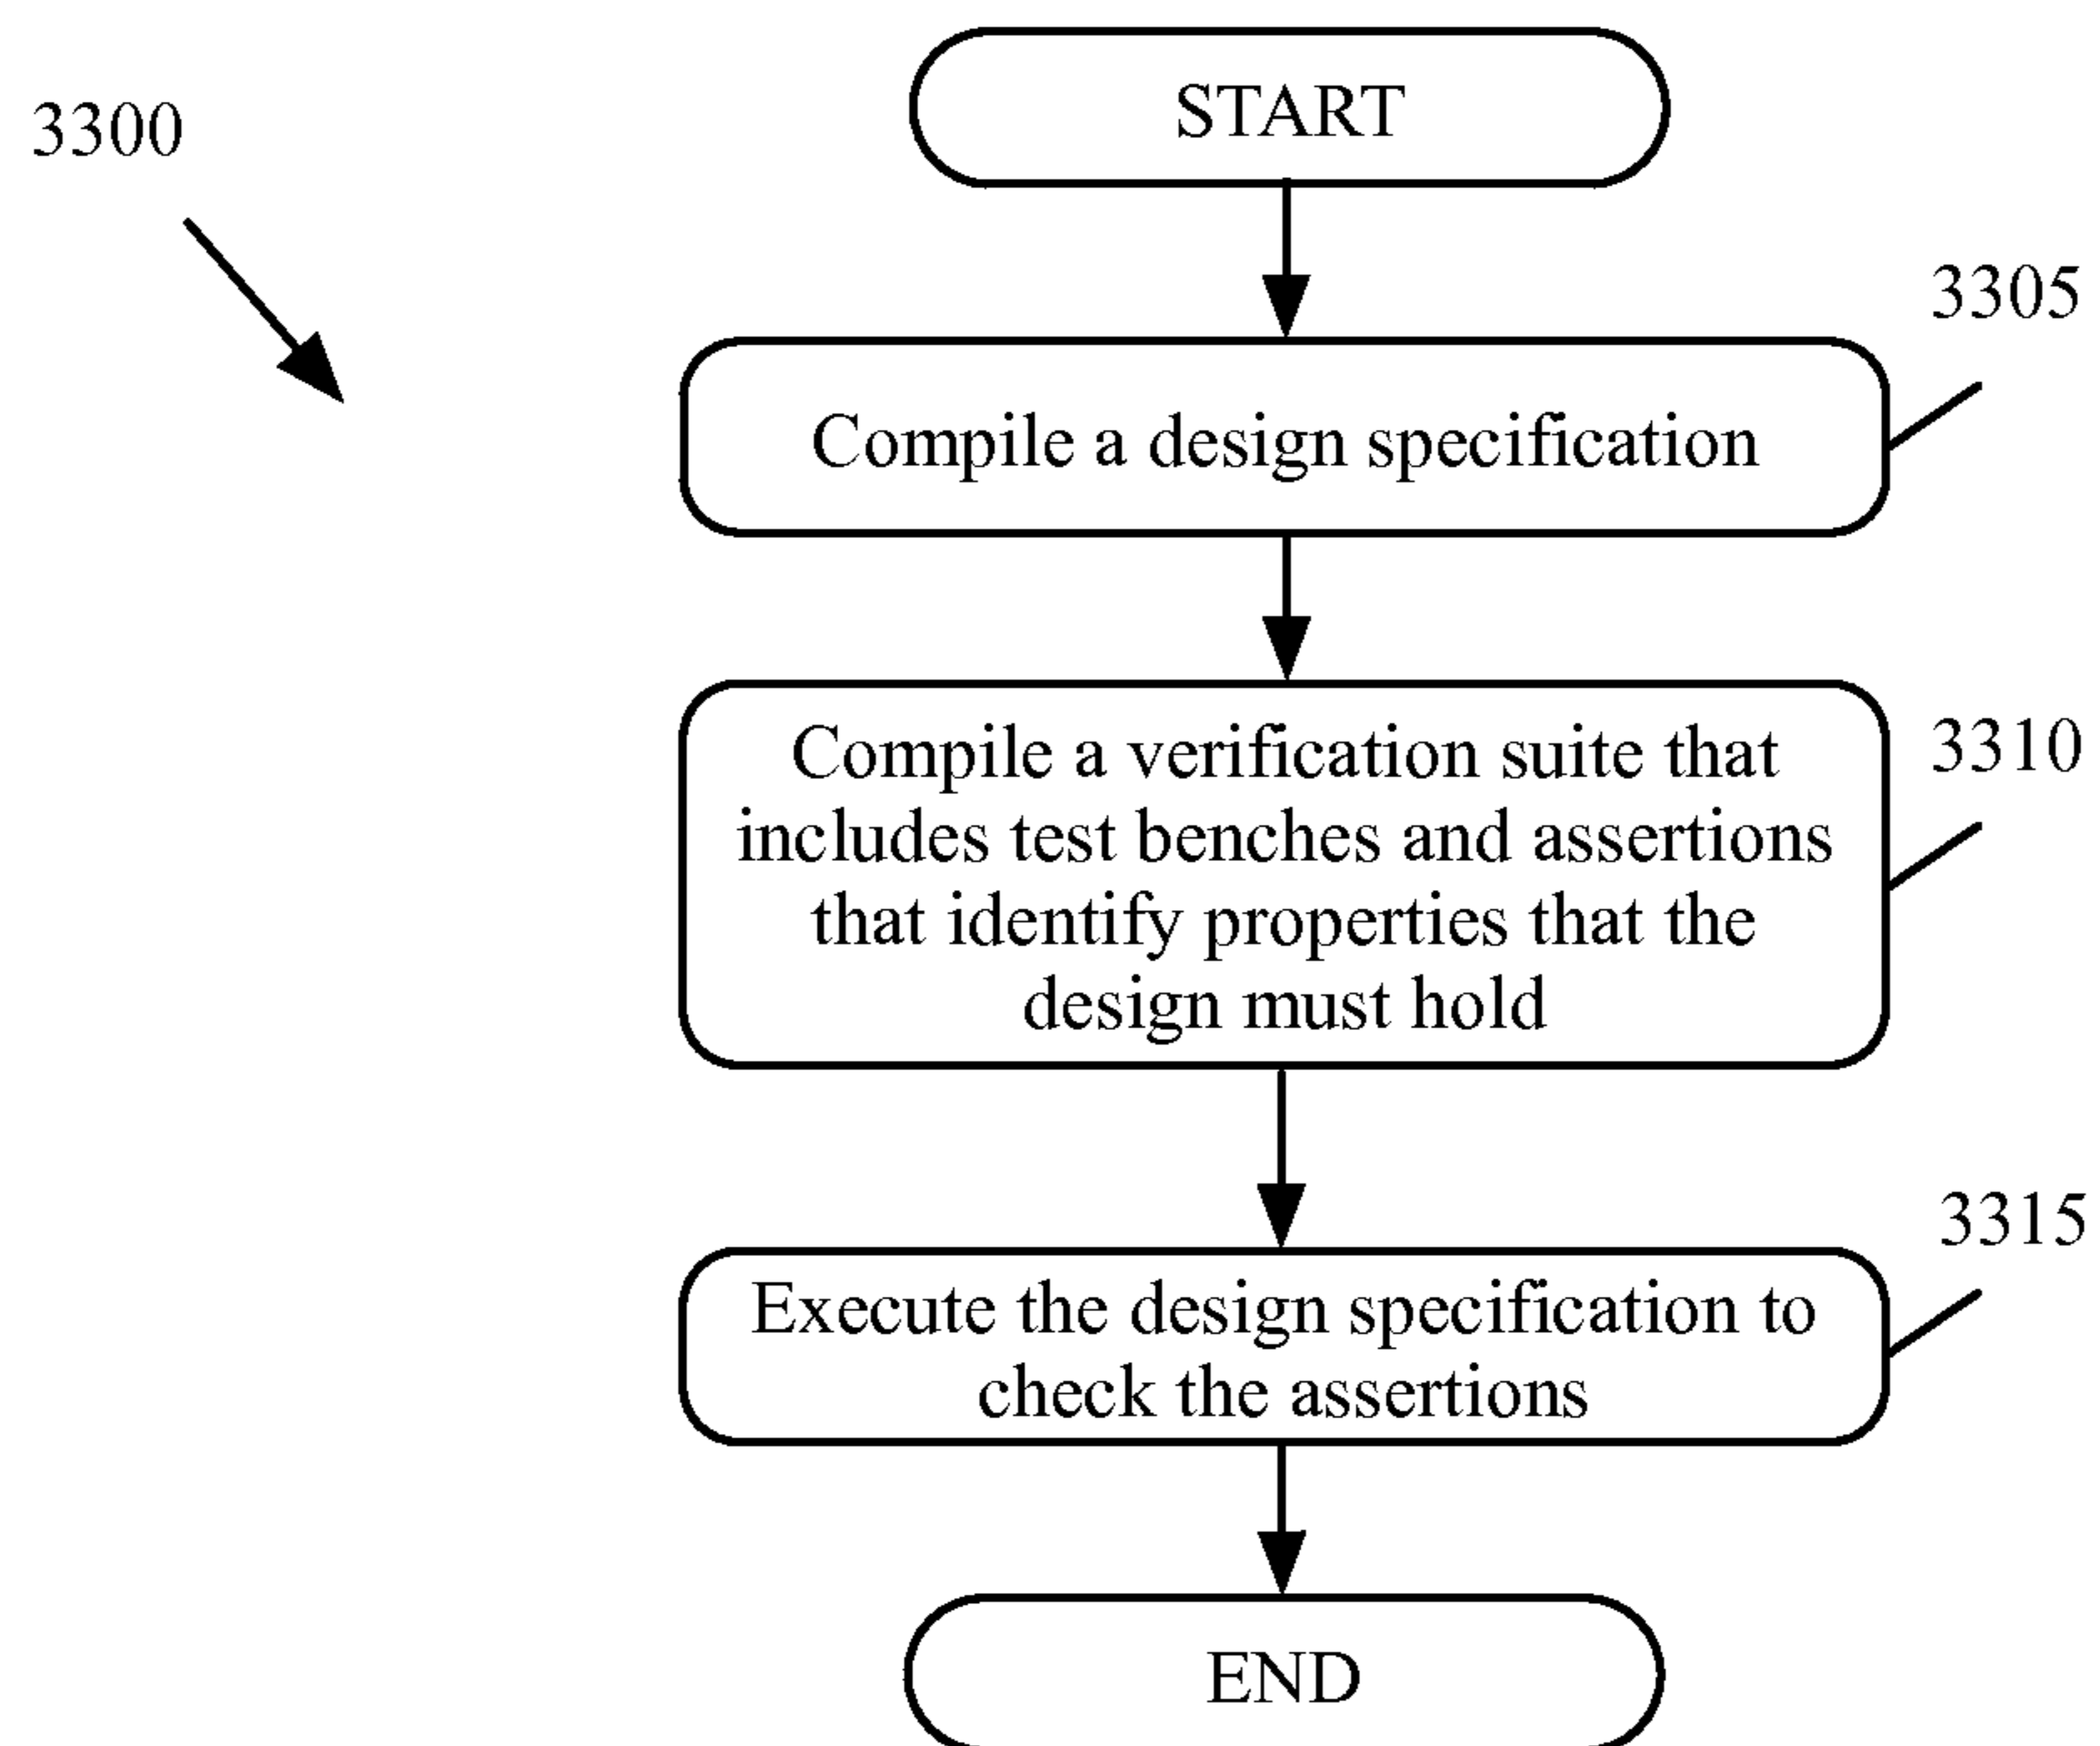 3300
START
3305
Compile a design specification
3310
Compile a verification suite that
includes test benches and assertions
that identify properties that the
design must hold
3315
Execute the design specification to
check the assertions
END